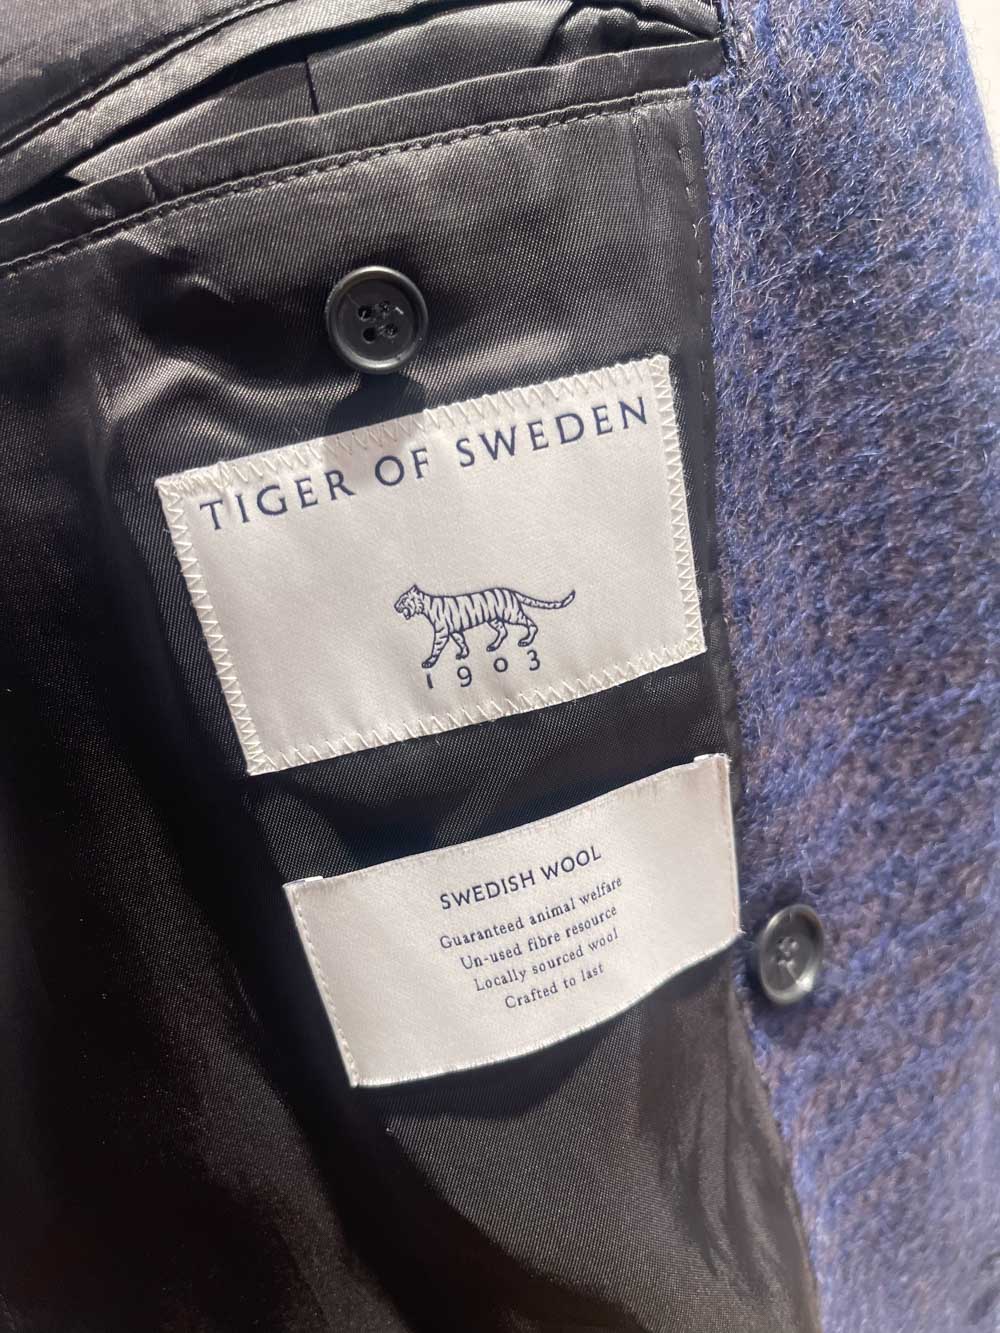 TIGER OF SWEDEN
1903
SWEDISH WOOL
Guaranteed animal welfare
Un-used fibre resource
Locally sourced wool
Crafted to last